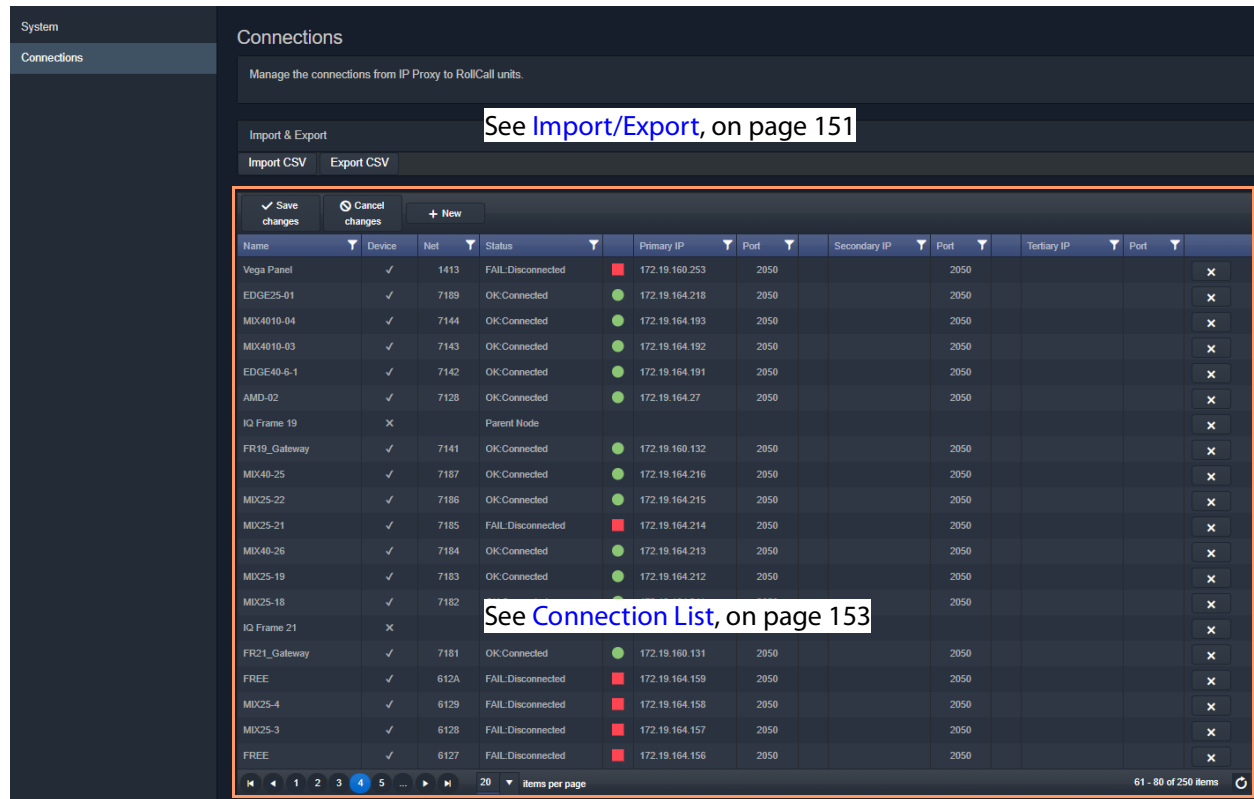 System
Connections
Connections
Manage the connections from IP Proxy to RollCall units.
See Import/Export, on page 151
Import & Export
Import CSV Export CSV
Save changes Cancel changes + New
Name Device Net Status Primary IP Port Secondary IP Port Tertiary IP Port
Vega Panel ✓ 1413 FAIL:Disconnected 172.19.160.253 2050 2050 ×
EDGE25-01 ✓ 7189 OK:Connected 172.19.164.218 2050 2050 ×
MIX4010-04 ✓ 7144 OK:Connected 172.19.164.193 2050 2050 ×
MIX4010-03 ✓ 7143 OK:Connected 172.19.164.192 2050 2050 ×
EDGE40-6-1 ✓ 7142 OK:Connected 172.19.164.191 2050 2050 ×
AMD-02 ✓ 7128 OK:Connected 172.19.164.27 2050 2050 ×
IQ Frame 19 × Parent Node ×
FR19_Gateway ✓ 7141 OK:Connected 172.19.160.132 2050 2050 ×
MIX40-25 ✓ 7187 OK:Connected 172.19.164.216 2050 2050 ×
MIX25-22 ✓ 7186 OK:Connected 172.19.164.215 2050 2050 ×
MIX25-21 ✓ 7185 FAIL:Disconnected 172.19.164.214 2050 2050 ×
MIX40-26 ✓ 7184 OK:Connected 172.19.164.213 2050 2050 ×
MIX25-19 ✓ 7183 OK:Connected 172.19.164.212 2050 2050 ×
MIX25-18 ✓ 7182 2050 2050 ×
See Connection List, on page 153
IQ Frame 21 × ×
FR21_Gateway ✓ 7181 OK:Connected 172.19.160.131 2050 2050 ×
FREE ✓ 612A FAIL:Disconnected 172.19.164.159 2050 2050 ×
MIX25-4 ✓ 6129 FAIL:Disconnected 172.19.164.158 2050 2050 ×
MIX25-3 ✓ 6128 FAIL:Disconnected 172.19.164.157 2050 2050 ×
FREE ✓ 6127 FAIL:Disconnected 172.19.164.156 2050 2050 ×
1 2 3 4 5 ... 20 items per page 61 - 80 of 250 items